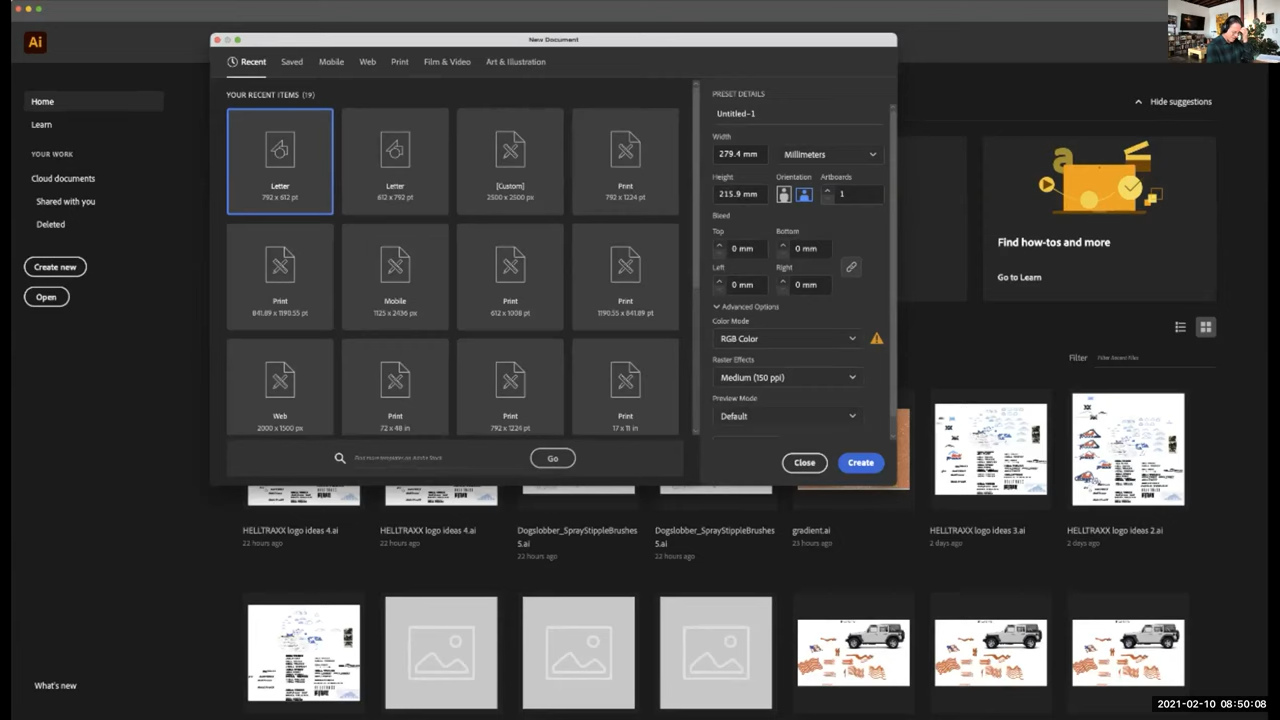 Ai
New Document
Recent Saved Mobile Web Print Film & Video Art & Illustration
YOUR RECENT ITEMS (19)
Letter
792 x 612 pt
Letter
612 x 792 pt
[Custom]
2500 x 2500 px
Print
792 x 1224 pt
Print
841.89 x 1190.55 pt
Mobile
1125 x 2436 px
Print
612 x 1008 pt
Print
1190.55 x 841.89 pt
Web
2000 x 1500 px
Print
72 x 48 in
Print
792 x 1224 pt
Print
17 x 11 in
Go
PRESET DETAILS
Untitled-1
Width
279.4 mm Millimeters
Height Orientation Artboards
215.9 mm 1
Bleed
Top Bottom
0 mm 0 mm
Left Right
0 mm 0 mm
Advanced Options
Color Mode
RGB Color
Raster Effects
Medium (150 ppi)
Preview Mode
Default
Close Create
Home
Learn
YOUR WORK
Cloud documents
Shared with you
Deleted
Create new
Open
What's new
Hide suggestions
Find how-tos and more
Go to Learn
Filter Filter Recent Files
HELLTRAXX logo ideas 4.ai
22 hours ago
HELLTRAXX logo ideas 4.ai
22 hours ago
Dogslobber_SprayStippleBrushes
5.ai
22 hours ago
Dogslobber_SprayStippleBrushes
5.ai
22 hours ago
gradient.ai
23 hours ago
HELLTRAXX logo ideas 3.ai
2 days ago
HELLTRAXX logo ideas 2.ai
2 days ago
2021-02-10 08:50:08